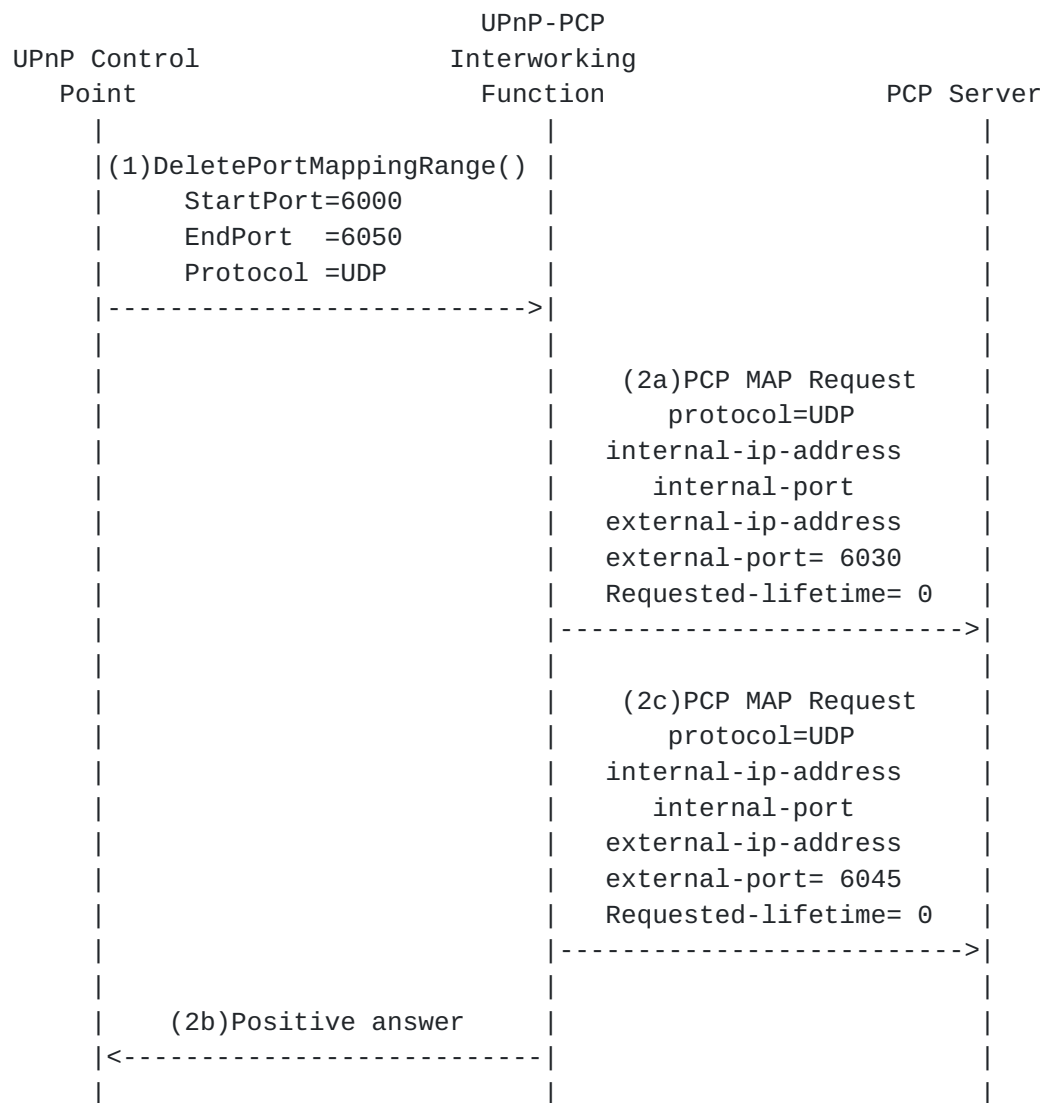 UPnP-PCP
UPnP Control Interworking
Point Function PCP Server
(1)DeletePortMappingRange()
StartPort=6000
EndPort  =6050
Protocol =UDP
(2a)PCP MAP Request
protocol=UDP
internal-ip-address
internal-port
external-ip-address
external-port= 6030
Requested-lifetime= 0
(2c)PCP MAP Request
protocol=UDP
internal-ip-address
internal-port
external-ip-address
external-port= 6045
Requested-lifetime= 0
(2b)Positive answer